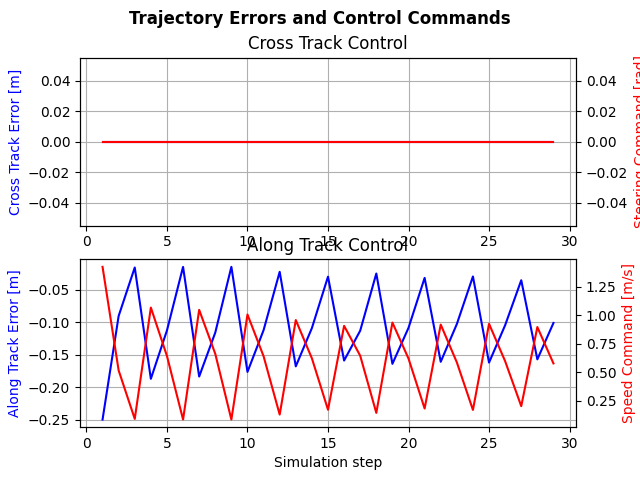 Trajectory Errors and Control Commands
Cross Track Control
Cross Track Error [m]
0.04
0.02
0.00
−0.02
−0.04
0.04
0.02
0.00
−0.02
−0.04
Steering Command [rad]
0 5 10 15 20 25 30
Along Track Control
Along Track Error [m]
−0.05
−0.10
−0.15
−0.20
−0.25
1.25
1.00
0.75
0.50
0.25
Speed Command [m/s]
0 5 10 15 20 25 30
Simulation step